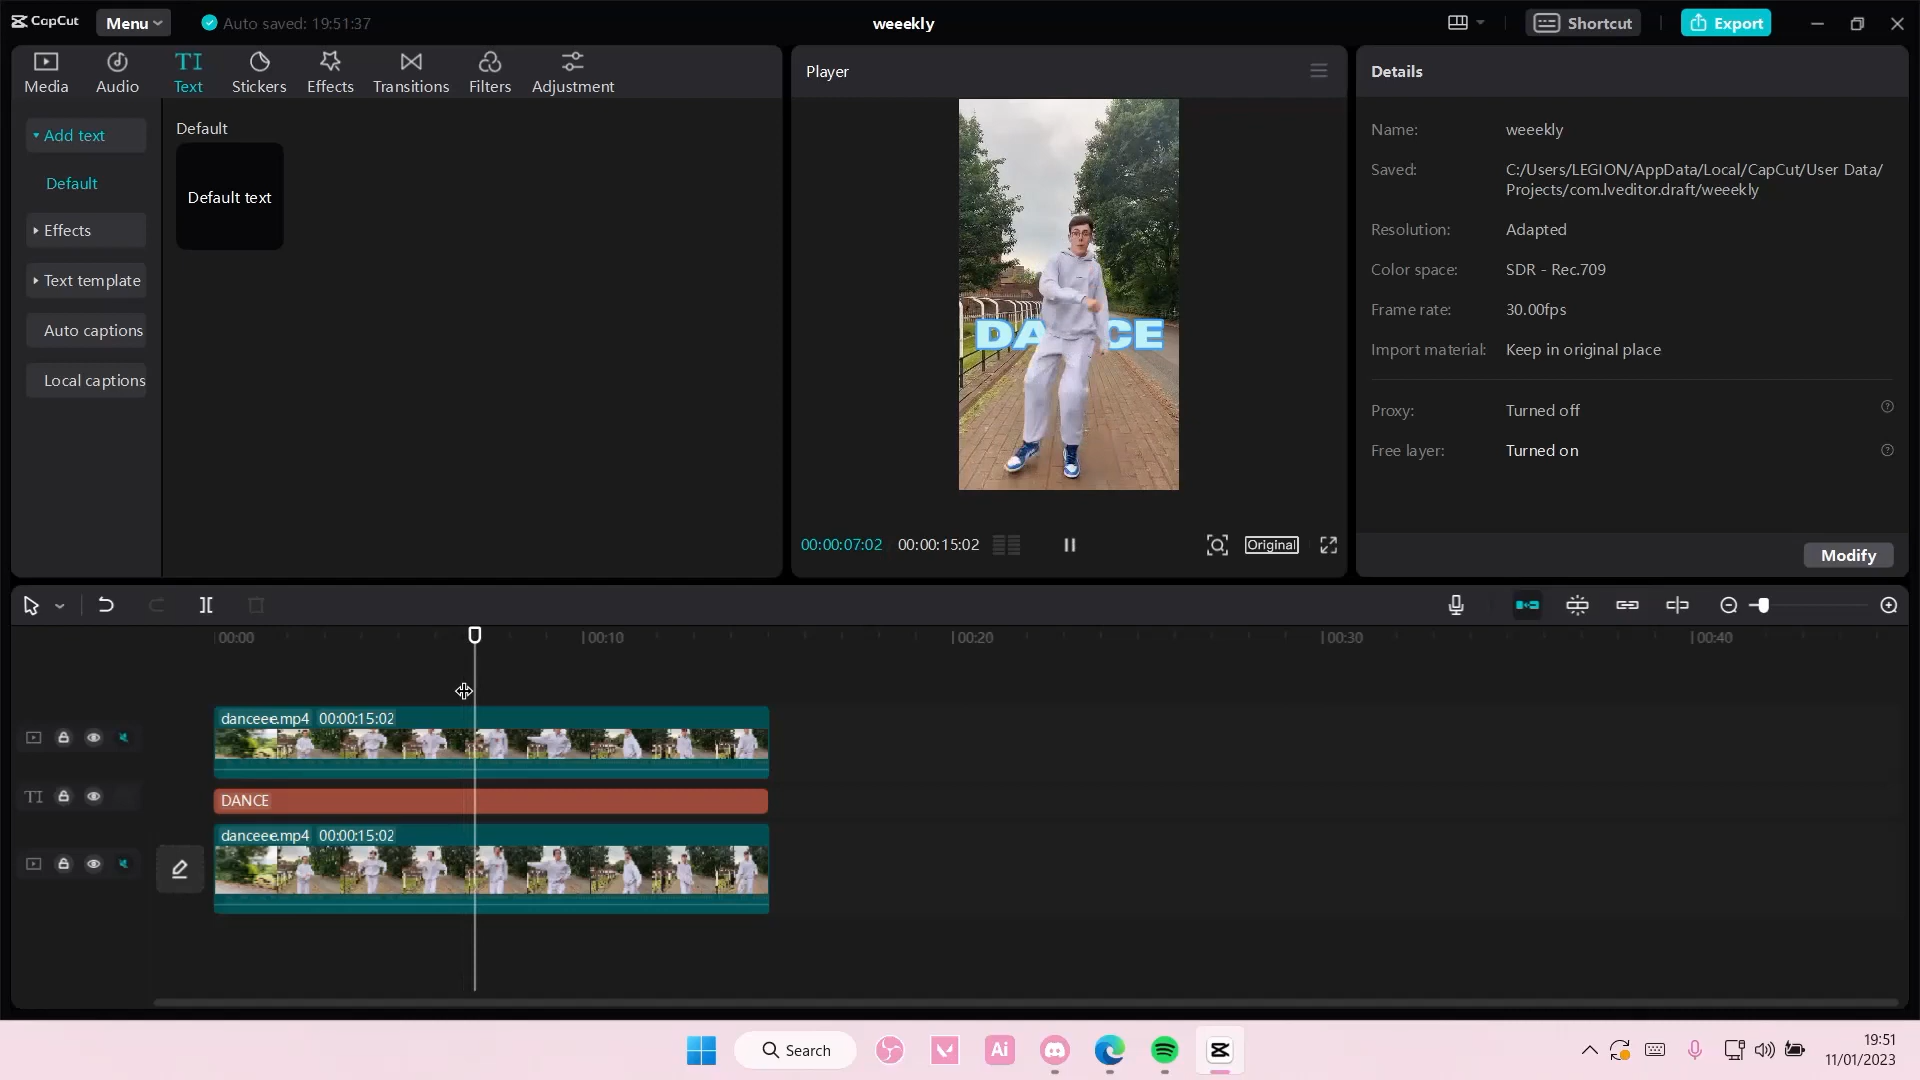 CapCut
Menu
Auto saved: 19:51:37
weeekly
Shortcut
Export
Media
Audio
TI
Text
Stickers
Effects
Transitions
Filters
Adjustment
Player
Details
Add text
Default
Effects
Text template
Auto captions
Local captions
Default
Default text
DA CE
Name: weeekly
Saved: C:/Users/LEGION/AppData/Local/CapCut/User Data/
Projects/com.lveditor.draft/weeekly
Resolution: Adapted
Color space: SDR - Rec.709
Frame rate: 30.00fps
Import material: Keep in original place
Proxy: Turned off
Free layer: Turned on
00:00:07:02 00:00:15:02
Original
Modify
00:00
00:10
00:20
00:30
00:40
danceee.mp4 00:00:15:02
TI
DANCE
danceee.mp4 00:00:15:02
Search
Ai
19:51
11/01/2023